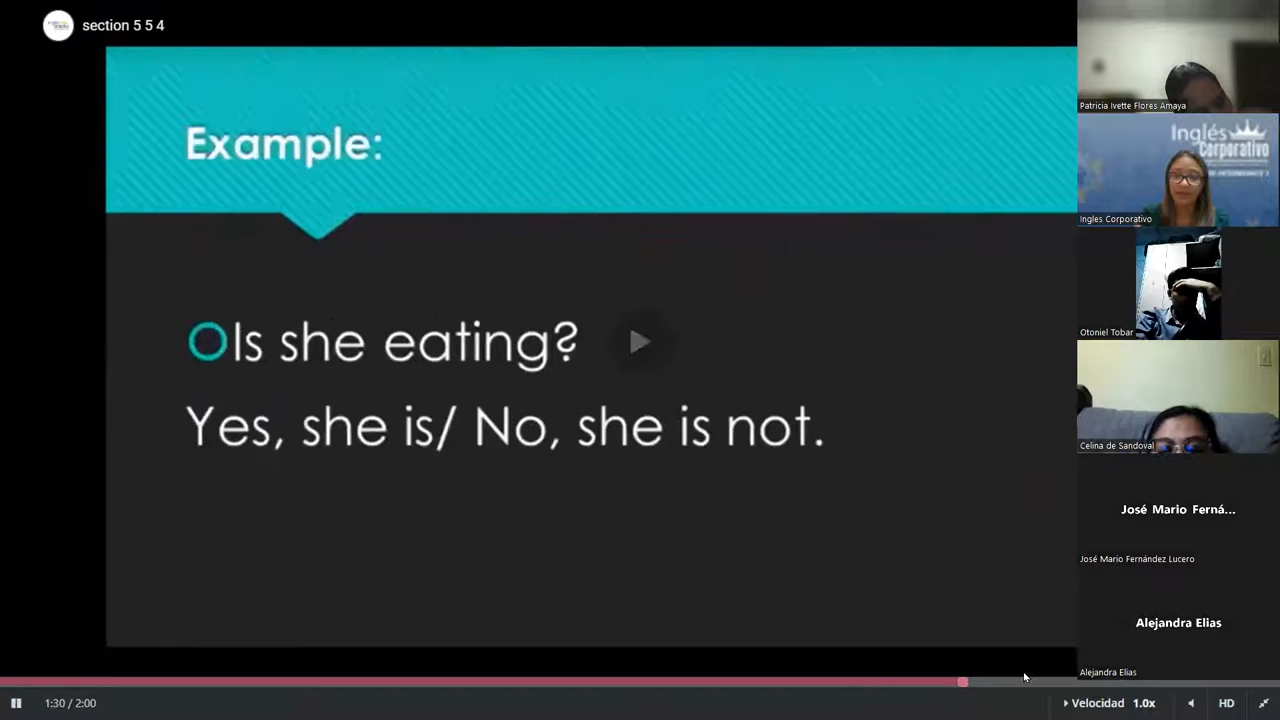 section 5 5 4
Example:
Is she eating?
Yes, she is/ No, she is not.
Patricia Ivette Flores Amaya
Inglés
Corporativo
Ingles Corporativo
Otoniel Tobar
Celina de Sandoval
José Mario Ferná...
José Mario Fernández Lucero
Alejandra Elias
Alejandra Elias
1:30 / 2:00
Velocidad 1.0x
HD